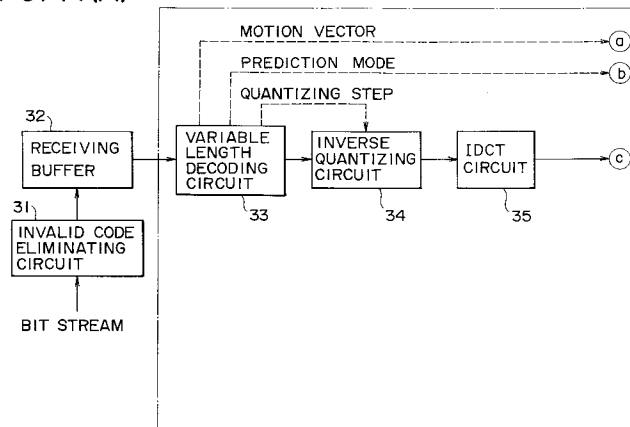 MOTION VECTOR
a
PREDICTION MODE
b
QUANTIZING STEP
32
RECEIVING
BUFFER
VARIABLE
LENGTH
DECODING
CIRCUIT
33
INVERSE
QUANTIZING
CIRCUIT
34
IDCT
CIRCUIT
35
c
31
INVALID CODE
ELIMINATING
CIRCUIT
BIT STREAM